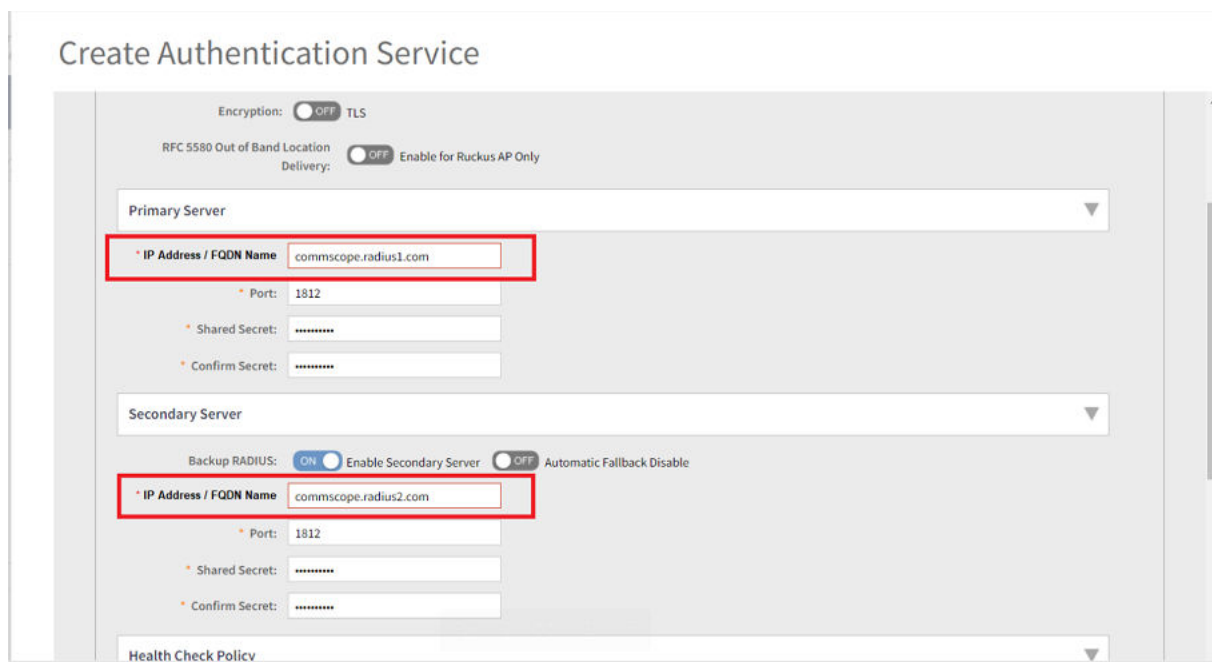 Create Authentication Service
Encryption: OFF TLS
RFC 5580 Out of Band Location
Delivery: OFF Enable for Ruckus AP Only
Primary Server
* IP Address / FQDN Name commscope.radius1.com
* Port: 1812
* Shared Secret: ••••••••••
* Confirm Secret: ••••••••••
Secondary Server
Backup RADIUS: ON Enable Secondary Server OFF Automatic Fallback Disable
* IP Address / FQDN Name commscope.radius2.com
* Port: 1812
* Shared Secret: ••••••••••
* Confirm Secret: ••••••••••
Health Check Policy